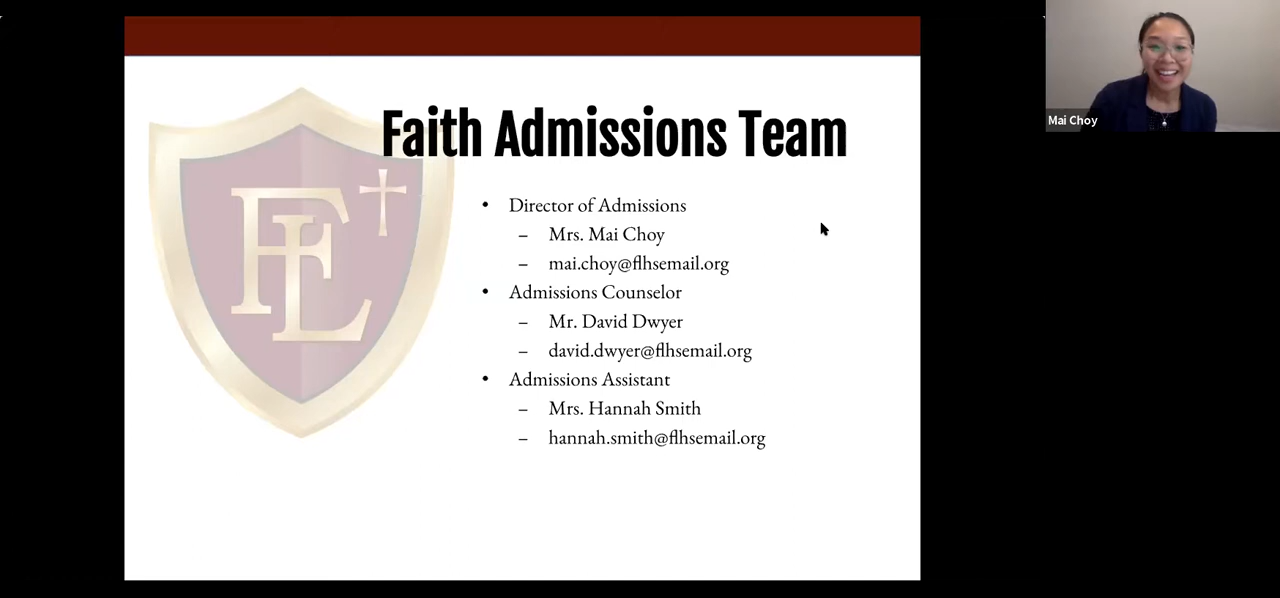 Faith Admissions Team
FL
• Director of Admissions
– Mrs. Mai Choy
– mai.choy@flhsemail.org
• Admissions Counselor
– Mr. David Dwyer
– david.dwyer@flhsemail.org
• Admissions Assistant
– Mrs. Hannah Smith
– hannah.smith@flhsemail.org
Mai Choy